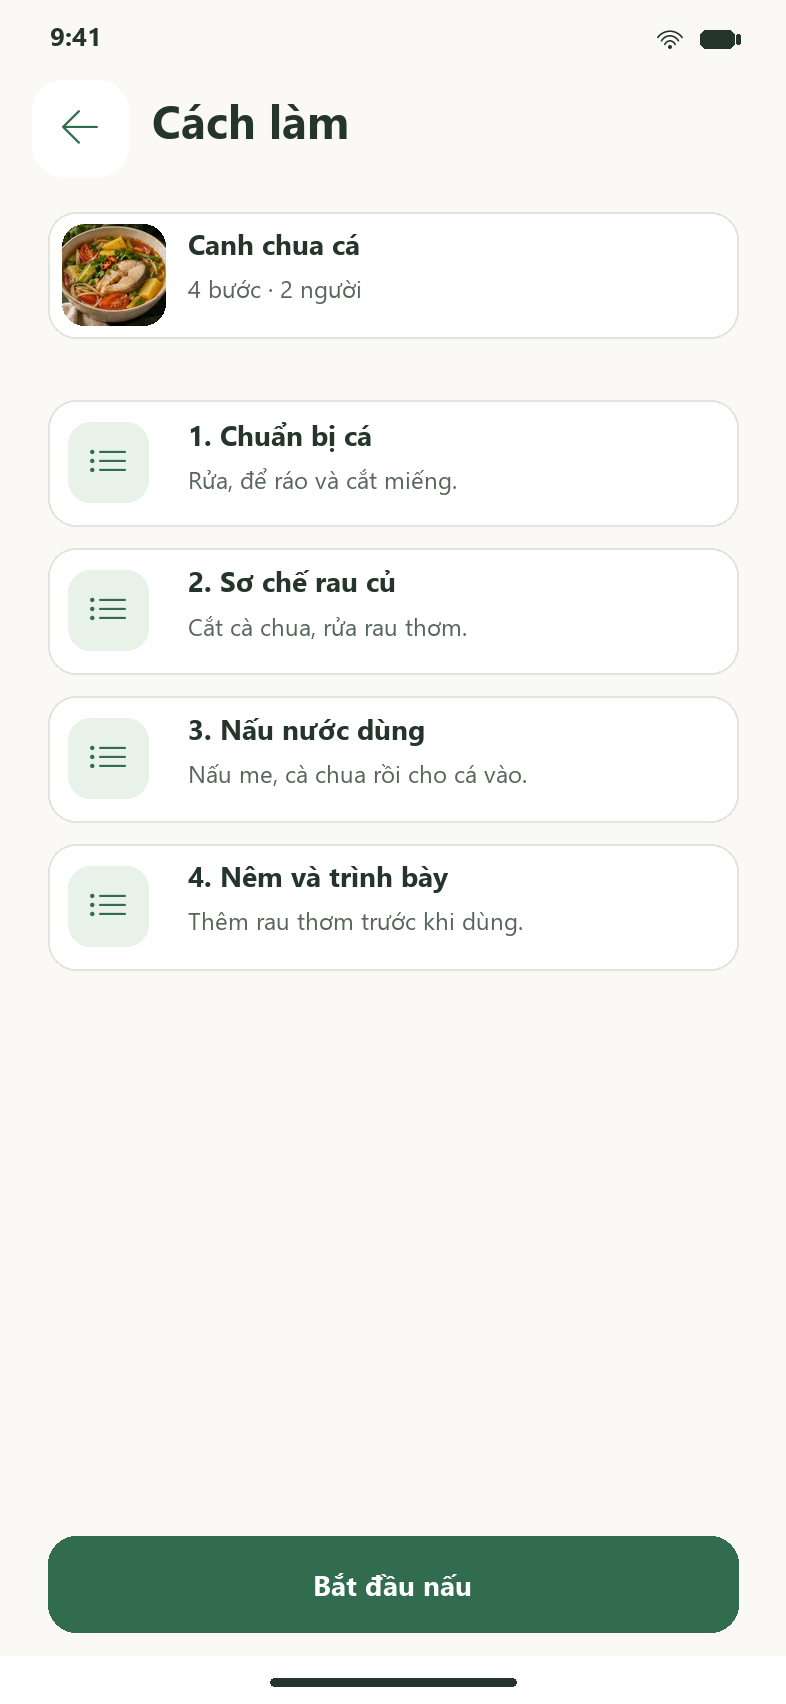 9:41
Cách làm
Canh chua cá
4 bước · 2 người
1. Chuẩn bị cá
Rửa, để ráo và cắt miếng.
2. Sơ chế rau củ
Cắt cà chua, rửa rau thơm.
3. Nấu nước dùng
Nấu me, cà chua rồi cho cá vào.
4. Nêm và trình bày
Thêm rau thơm trước khi dùng.
Bắt đầu nấu